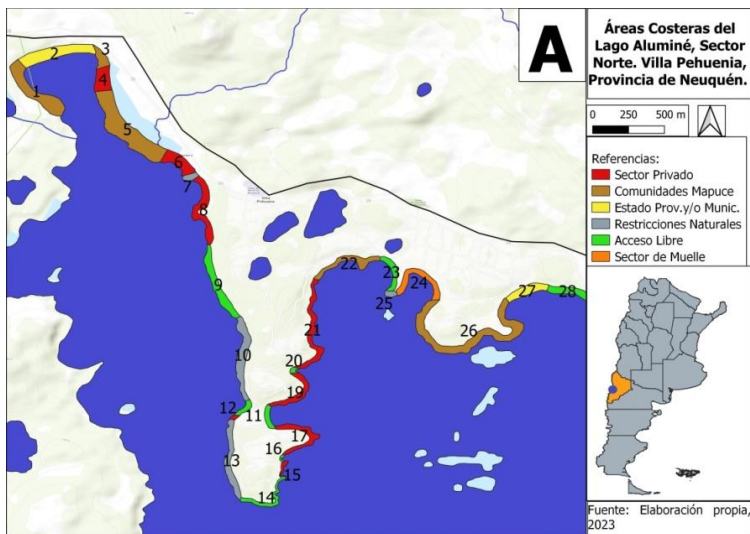 A
Áreas Costeras del
Lago Aluminé, Sector
Norte. Villa Pehuenia,
Provincia de Neuquén.
0 250 500 m
Referencias:
Sector Privado
Comunidades Mapuce
Estado Prov.y/o Munic.
Restricciones Naturales
Acceso Libre
Sector de Muelle
Fuente: Elaboración propia,
2023
1
2
3
4
5
6
7
8
9
10
11
12
13
14
15
16
17
19
20
21
22
23
24
25
26
27
28